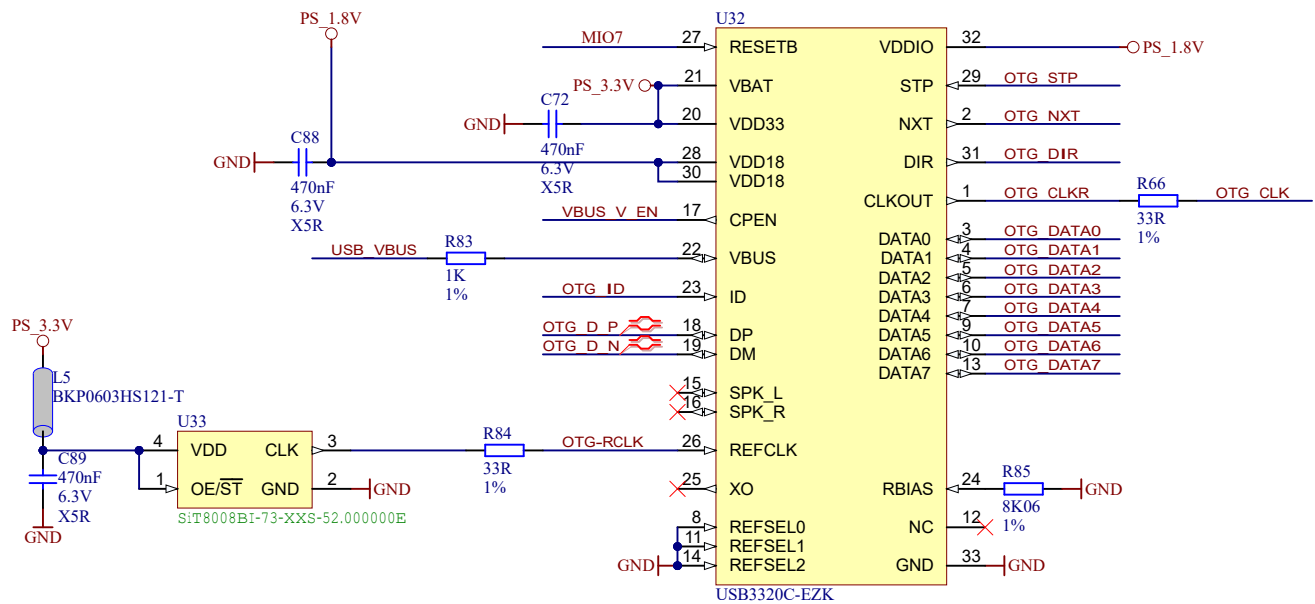 PS_1.8V
U32
MIO7
27
RESETB
VDDIO
32
PS_1.8V
PS_3.3V
21
VBAT
STP
29
OTG_STP
C72
GND
20
VDD33
NXT
2
OTG_NXT
470nF
6.3V
X5R
C88
GND
28
VDD18
DIR
31
OTG_DIR
470nF
6.3V
X5R
30
VDD18
CLKOUT
1
OTG_CLKR
R66
OTG_CLK
33R
1%
VBUS_V_EN
17
CPEN
DATA0
3
OTG_DATA0
USB_VBUS
R83
1K
1%
22
VBUS
DATA1
4
OTG_DATA1
DATA2
5
OTG_DATA2
OTG_ID
23
ID
DATA3
6
OTG_DATA3
DATA4
7
OTG_DATA4
OTG_D_P
18
DP
DATA5
9
OTG_DATA5
OTG_D_N
19
DM
DATA6
10
OTG_DATA6
DATA7
13
OTG_DATA7
PS_3.3V
L5
BKP0603HS121-T
15
SPK_L
16
SPK_R
U33
4
VDD
CLK
3
R84
33R
1%
OTG-RCLK
26
REFCLK
C89
470nF
6.3V
X5R
GND
1
OE/ST
GND
2
GND
SiT8008BI-73-XXS-52.000000E
25
XO
RBIAS
24
R85
8K06
1%
GND
8
REFSEL0
NC
12
11
REFSEL1
GND
14
REFSEL2
GND
33
GND
USB3320C-EZK